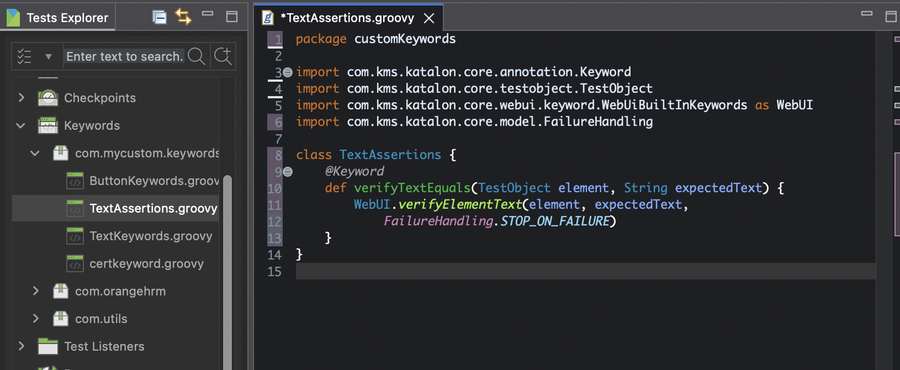 Tests Explorer
Enter text to search.
Checkpoints
Keywords
com.mycustom.keywords
ButtonKeywords.groov
TextAssertions.groovy
TextKeywords.groovy
certkeyword.groovy
com.orangehrm
com.utils
Test Listeners
*TextAssertions.groovy
1 package customKeywords
2
3 import com.kms.katalon.core.annotation.Keyword
4 import com.kms.katalon.core.testobject.TestObject
5 import com.kms.katalon.core.webui.keyword.WebUiBuiltInKeywords as WebUI
6 import com.kms.katalon.core.model.FailureHandling
7
8 class TextAssertions {
9 @Keyword
10 def verifyTextEquals(TestObject element, String expectedText) {
11 WebUI.verifyElementText(element, expectedText,
12 FailureHandling.STOP_ON_FAILURE)
13 }
14 }
15